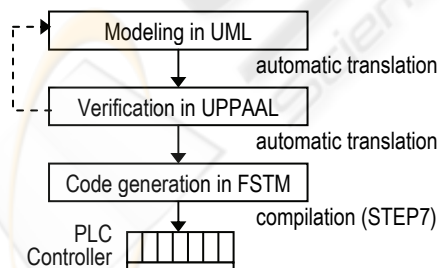 Modeling in UML
automatic translation
Verification in UPPAAL
automatic translation
Code generation in FSTM
compilation (STEP7)
PLC
Controller